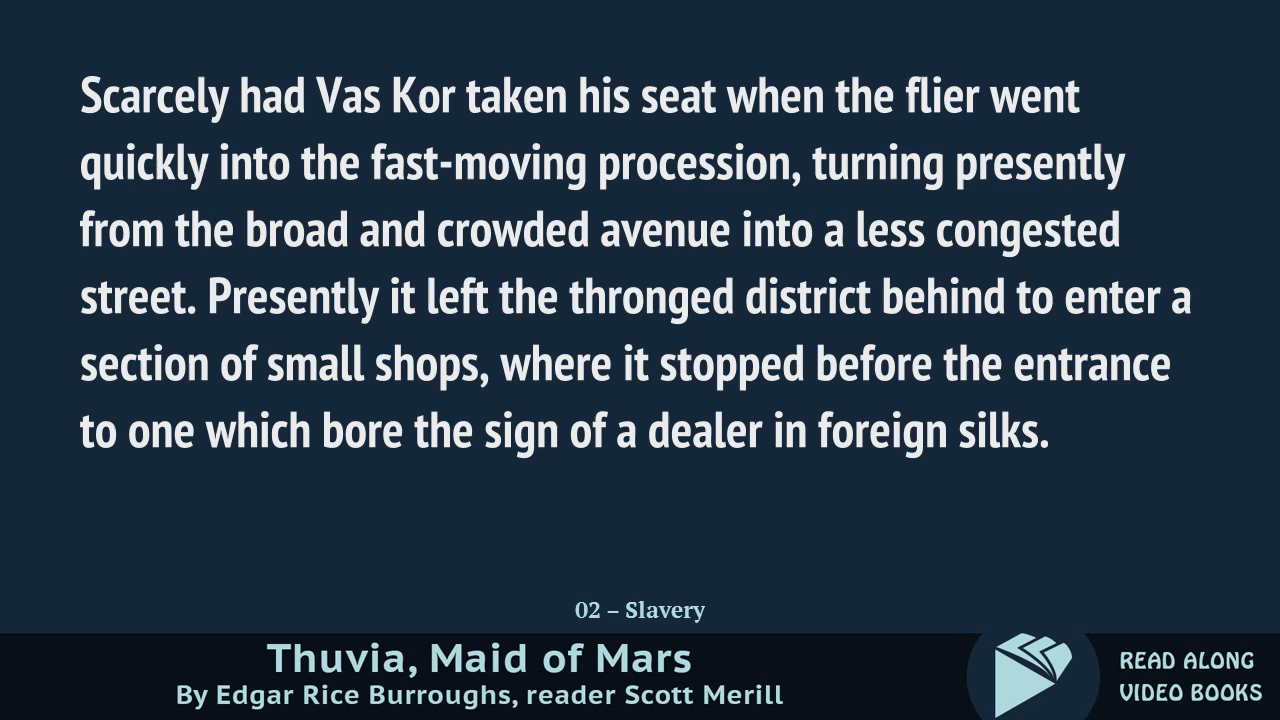 Scarcely had Vas Kor taken his seat when the flier went
quickly into the fast-moving procession, turning presently
from the broad and crowded avenue into a less congested
street. Presently it left the thronged district behind to enter a
section of small shops, where it stopped before the entrance
to one which bore the sign of a dealer in foreign silks.
02 – Slavery
Thuvia, Maid of Mars
By Edgar Rice Burroughs, reader Scott Merill
READ ALONG
VIDEO BOOKS